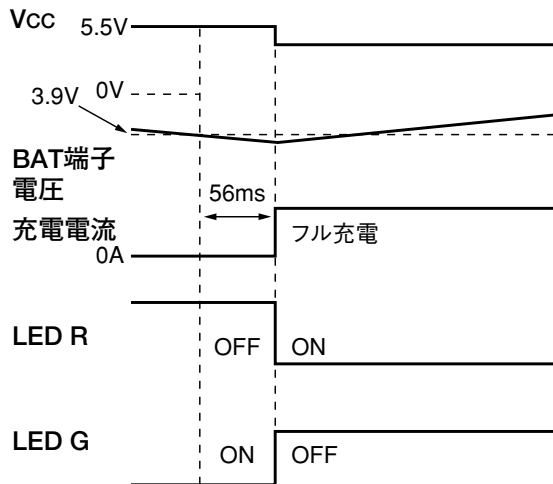 Vcc 5.5V
0V
3.9V
BAT端子
電圧
56ms
充電電流 フル充電
0A
LED R OFF ON
LED G ON OFF